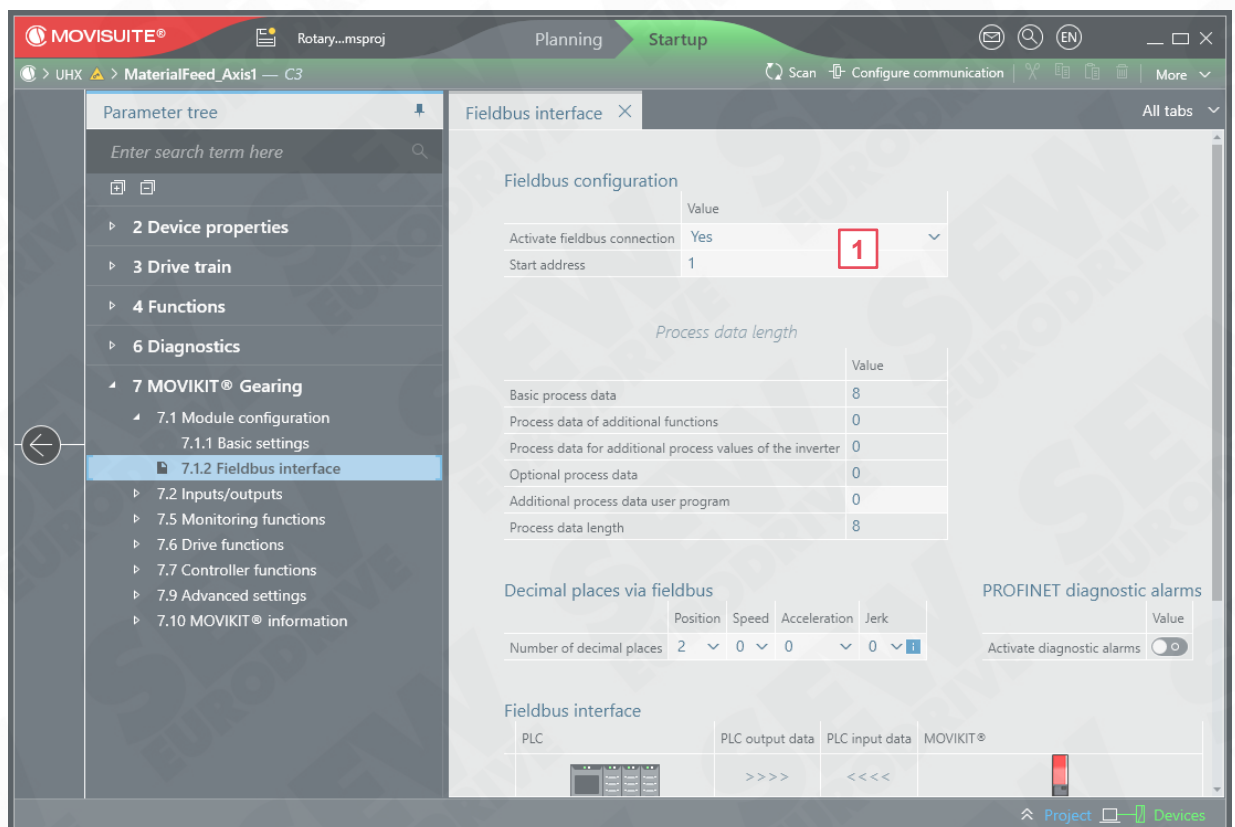 MOVISUITE®
Rotary...msproj
Planning
Startup
EN
> UHX > MaterialFeed_Axis1 — C3
Scan
Configure communication
More
Parameter tree
Fieldbus interface
All tabs
Enter search term here
2 Device properties
3 Drive train
4 Functions
6 Diagnostics
7 MOVIKIT® Gearing
7.1 Module configuration
7.1.1 Basic settings
7.1.2 Fieldbus interface
7.2 Inputs/outputs
7.5 Monitoring functions
7.6 Drive functions
7.7 Controller functions
7.9 Advanced settings
7.10 MOVIKIT® information
Fieldbus configuration
Value
Activate fieldbus connection Yes
Start address 1
1
Process data length
Value
Basic process data 8
Process data of additional functions 0
Process data for additional process values of the inverter 0
Optional process data 0
Additional process data user program 0
Process data length 8
Decimal places via fieldbus
Position Speed Acceleration Jerk
Number of decimal places 2 0 0 0 i
PROFINET diagnostic alarms
Value
Activate diagnostic alarms
Fieldbus interface
PLC PLC output data PLC input data MOVIKIT®
>>>> <<<<
Project Devices
SEW
EURODRIVE